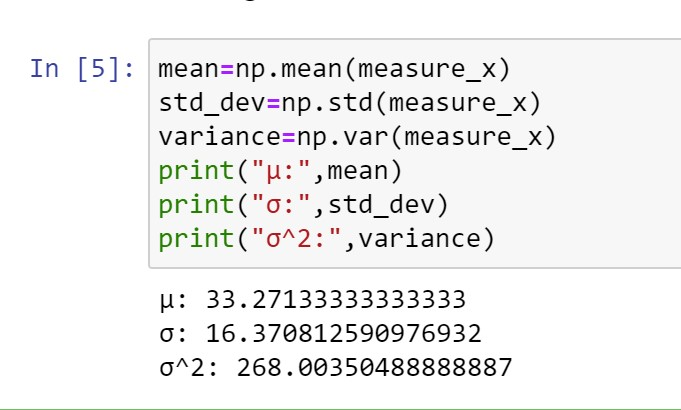 In [5]: mean=np.mean(measure_x)
std_dev=np.std(measure_x)
variance=np.var(measure_x)
print("μ:",mean)
print("σ:",std_dev)
print("σ^2:",variance)
μ: 33.27133333333333
σ: 16.370812590976932
σ^2: 268.00350488888887